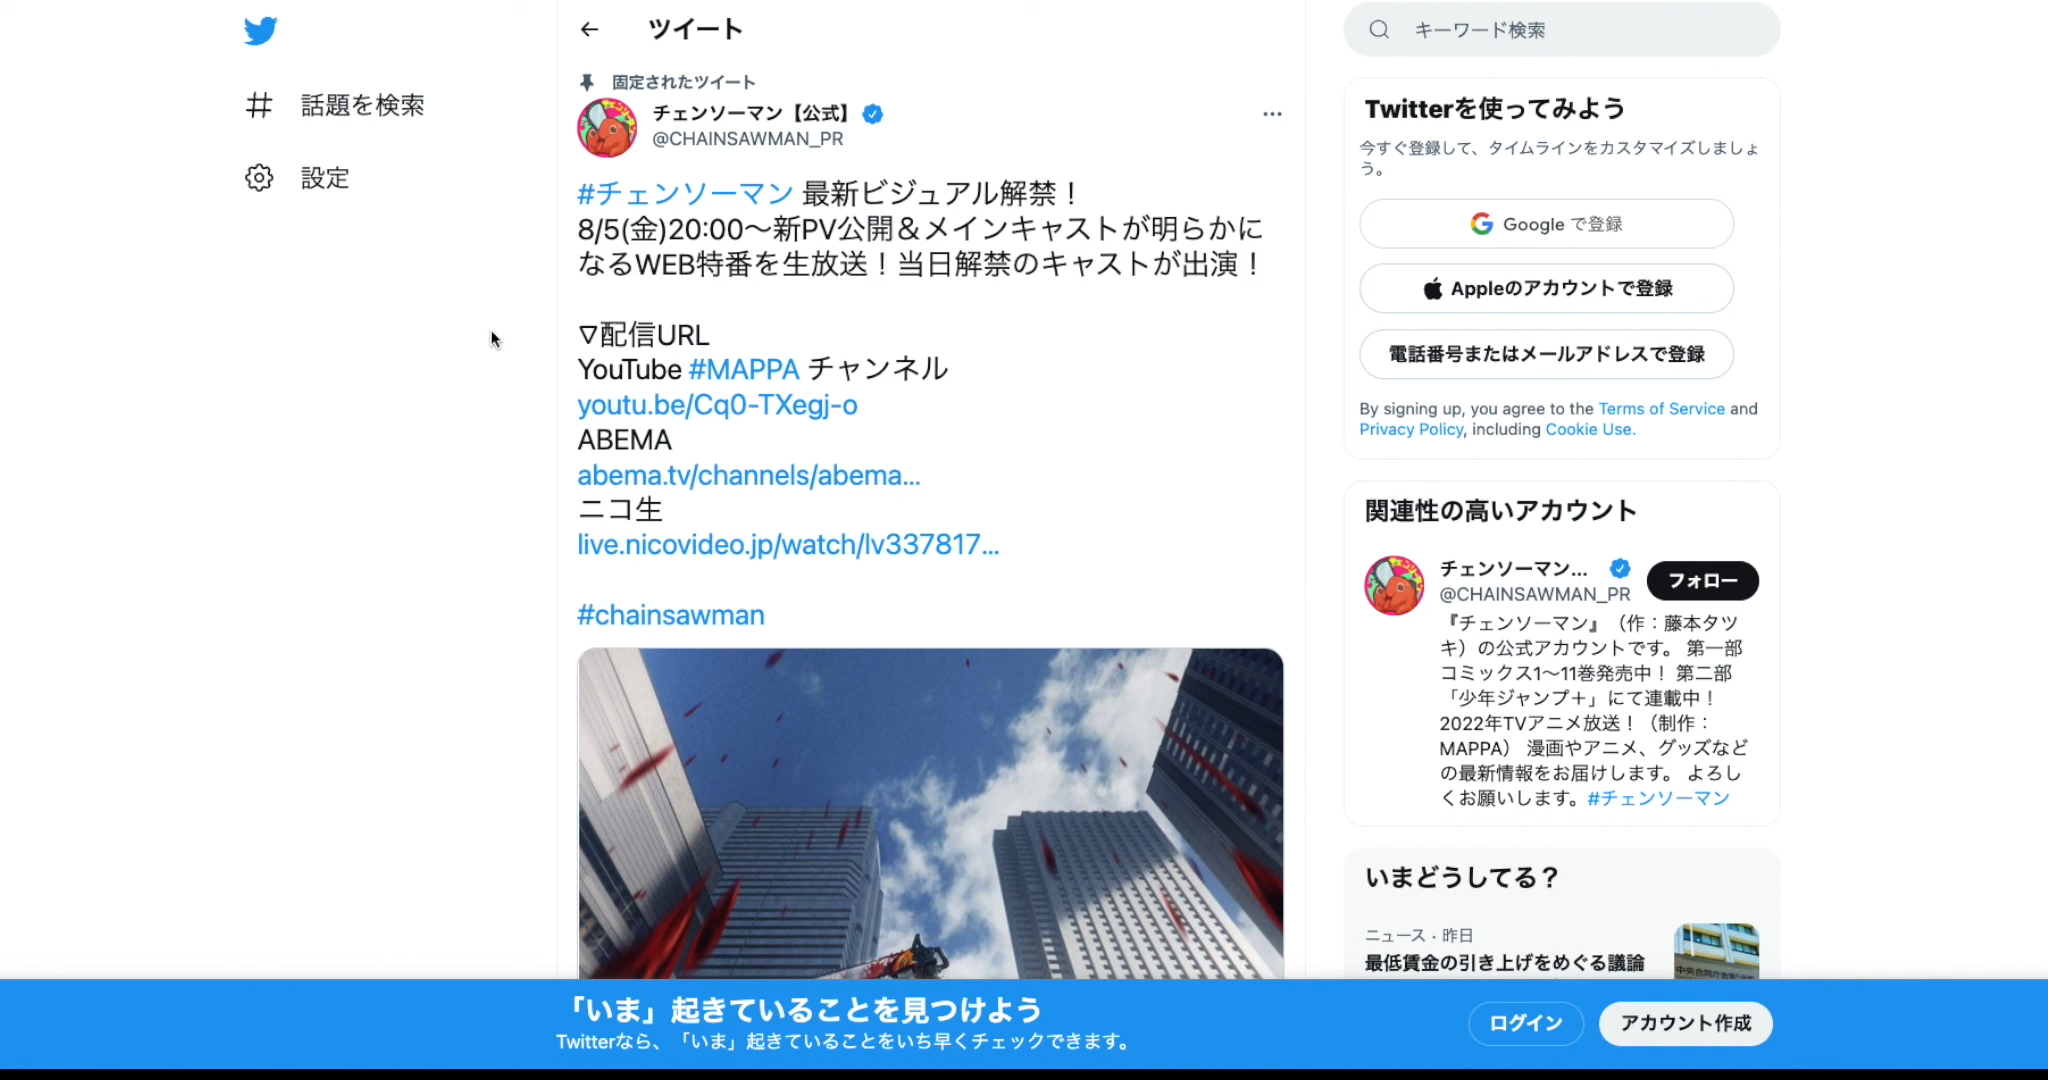 ツイート
キーワード検索
話題を検索
設定
固定されたツイート
チェンソーマン【公式】
@CHAINSAWMAN_PR
#チェンソーマン 最新ビジュアル解禁！
8/5(金)20:00〜新PV公開＆メインキャストが明らかに
なるWEB特番を生放送！当日解禁のキャストが出演！
▽配信URL
YouTube #MAPPA チャンネル
youtu.be/Cq0-TXegj-o
ABEMA
abema.tv/channels/abema…
ニコ生
live.nicovideo.jp/watch/lv337817…
#chainsawman
Twitterを使ってみよう
今すぐ登録して、タイムラインをカスタマイズしましょ
う。
Google で登録
Appleのアカウントで登録
電話番号またはメールアドレスで登録
By signing up, you agree to the Terms of Service and
Privacy Policy, including Cookie Use.
関連性の高いアカウント
チェンソーマン...
@CHAINSAWMAN_PR
フォロー
『チェンソーマン』（作：藤本タツ
キ）の公式アカウントです。 第一部
コミックス1〜11巻発売中！ 第二部
「少年ジャンプ＋」にて連載中！
2022年TVアニメ放送！（制作：
MAPPA） 漫画やアニメ、グッズなど
の最新情報をお届けします。 よろし
くお願いします。#チェンソーマン
いまどうしてる？
ニュース · 昨日
最低賃金の引き上げをめぐる議論
「いま」起きていることを見つけよう
Twitterなら、「いま」起きていることをいち早くチェックできます。
ログイン
アカウント作成